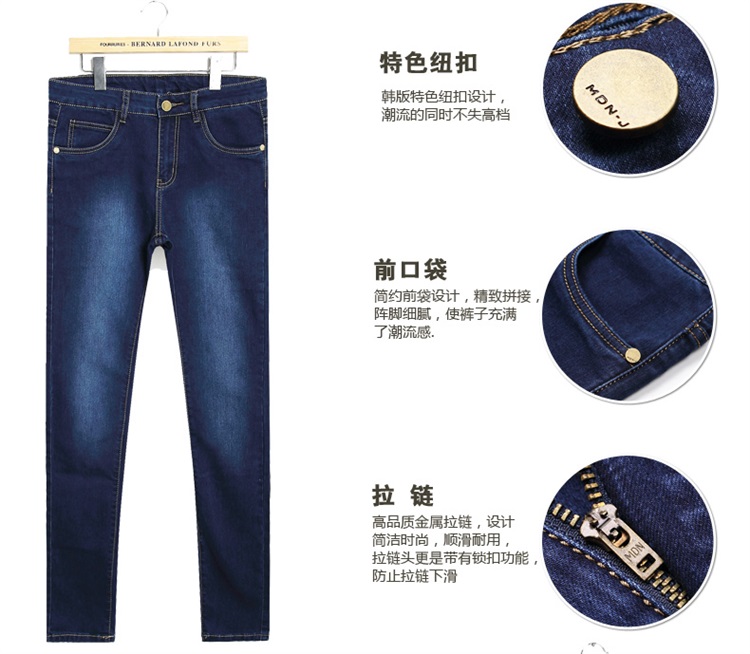 FOURRURES · BERNARD LAFOND FURS
特色纽扣
韩版特色纽扣设计，
潮流的同时不失高档
MDN-J
前口袋
简约前袋设计，精致拼接，
阵脚细腻，使裤子充满
了潮流感.
拉 链
高品质金属拉链，设计
简洁时尚，顺滑耐用，
拉链头更是带有锁扣功能，
防止拉链下滑
MDN